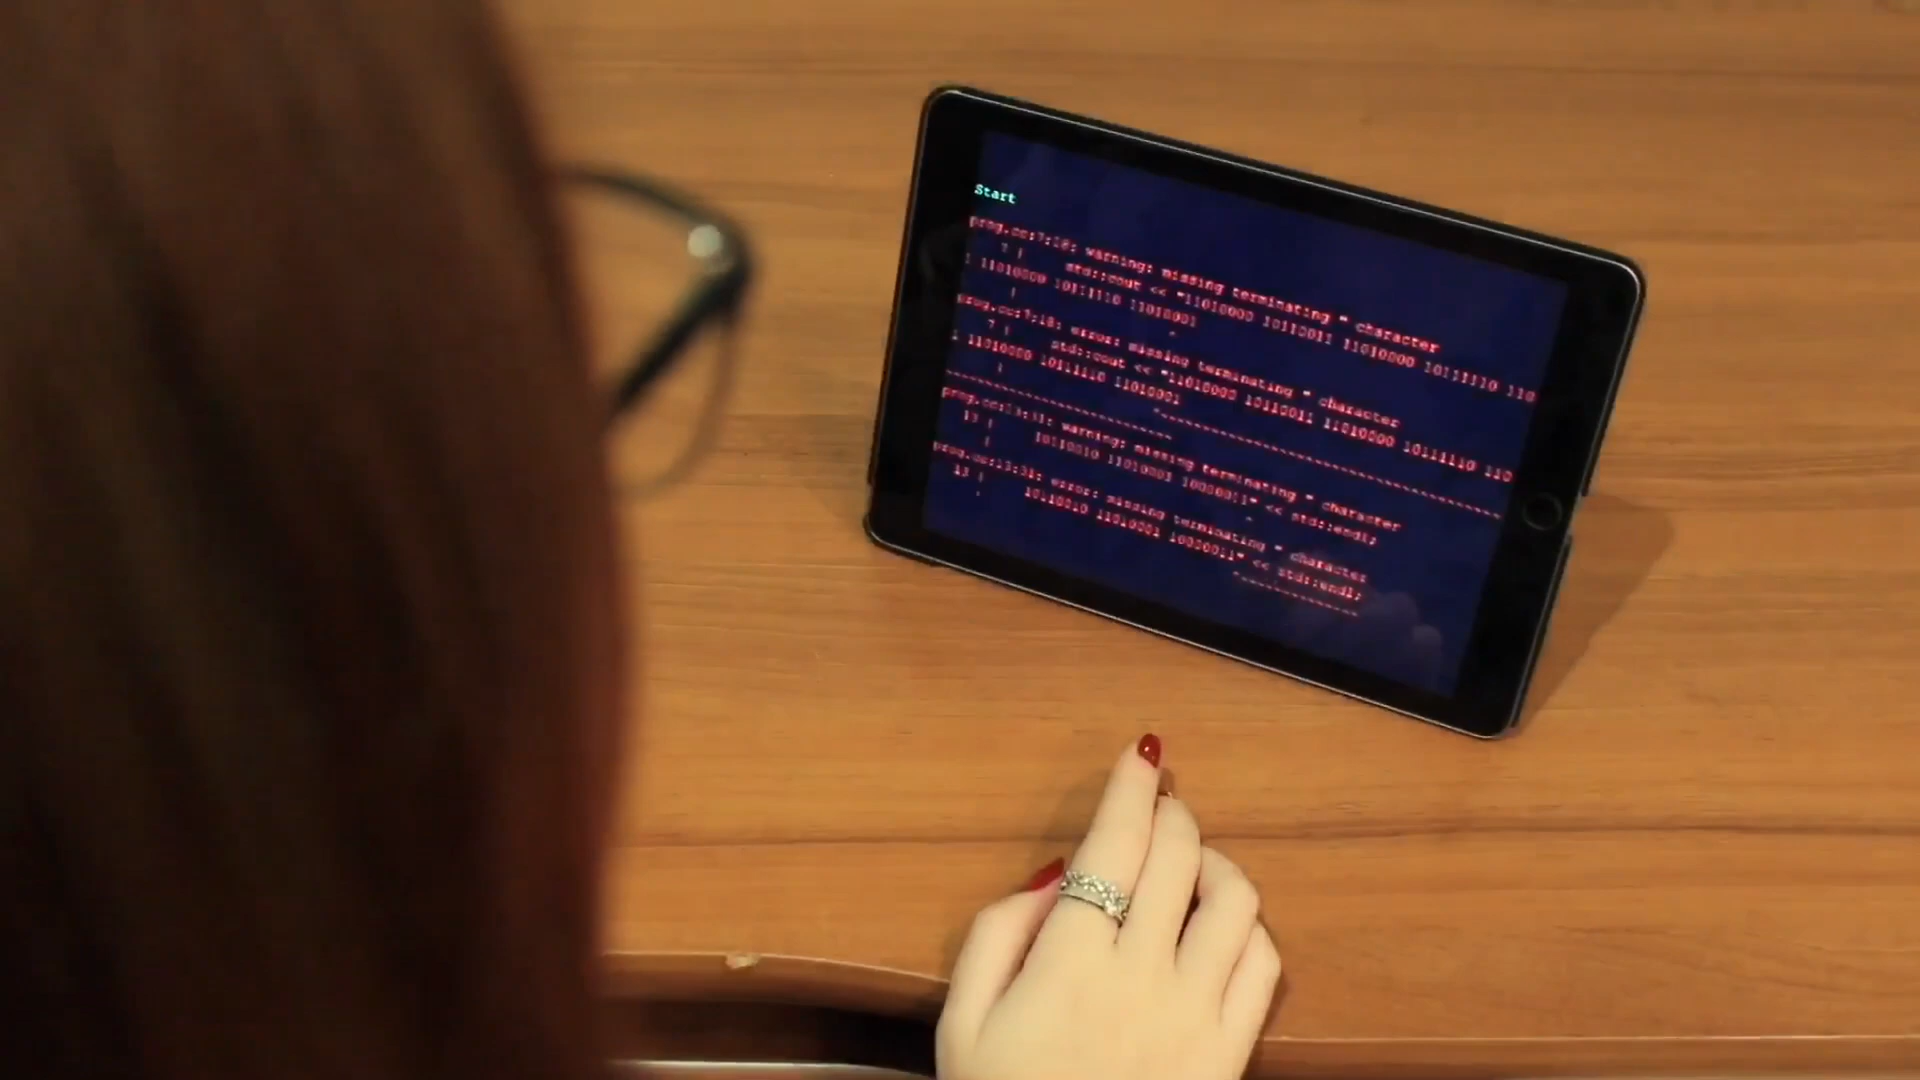 Start
prog.cc:7:18: warning: missing terminating " character
7 |    std::cout << "11010000 10110011 11010000 10111110 110
1 11010000 10111110 11010001
|             ^
prog.cc:7:18: error: missing terminating " character
7 |    std::cout << "11010000 10110011 11010000 10111110 110
1 11010000 10111110 11010001
|             ^~~~~~~~~~~~~~~~~~~~~~~~~~~~~~~~~~~~~~~~~~~~
~~~~~~~~~~~~~~~~~~~~~~~~~~~~
prog.cc:13:31: warning: missing terminating " character
13 |    10110010 11010001 10000011" << std::endl;
|                              ^
prog.cc:13:31: error: missing terminating " character
13 |    10110010 11010001 10000011" << std::endl;
|                              ^~~~~~~~~~~~~~